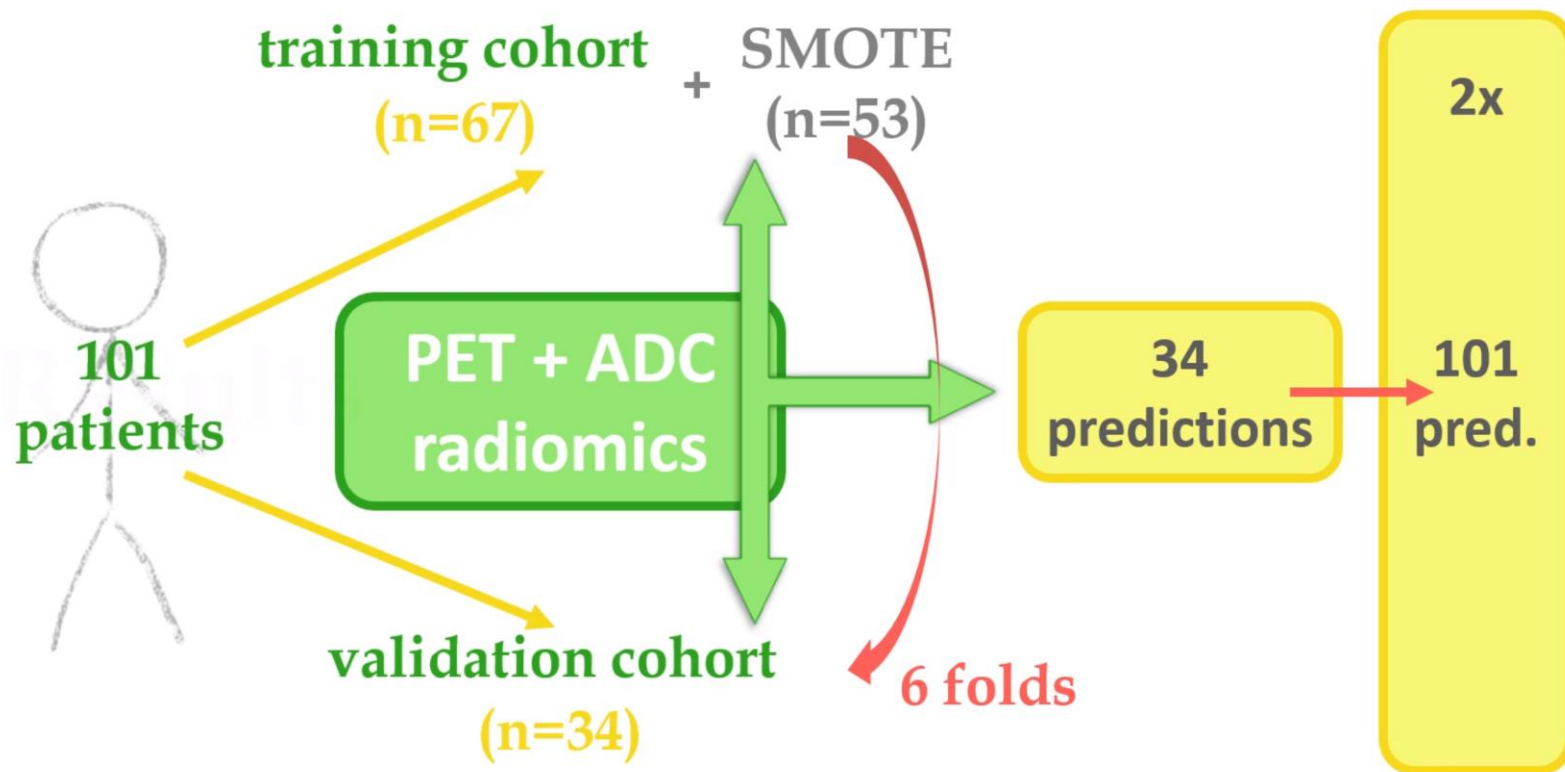 training cohort
(n=67)
+
SMOTE
(n=53)
2x
101
patients
PET + ADC
radiomics
34
predictions
101
pred.
validation cohort
(n=34)
6 folds